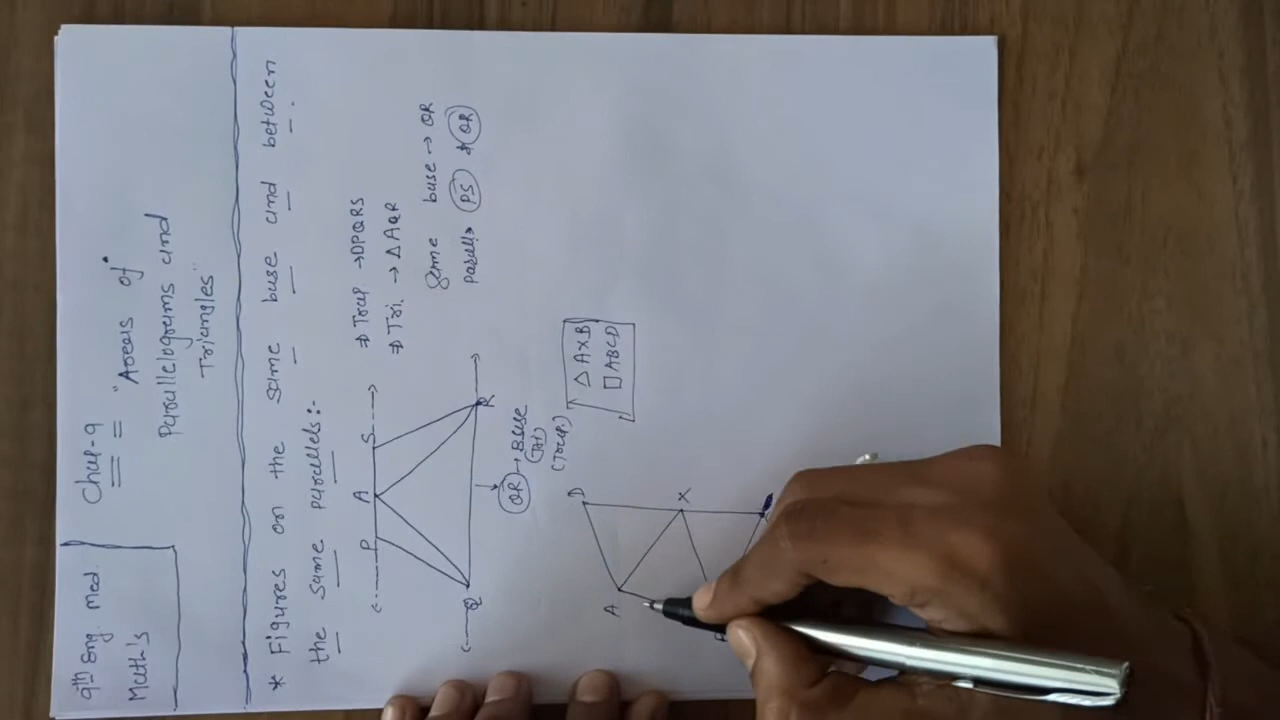 9th Eng. med.
Math's
Chap-9
"Areas of
Parallelograms and
Triangles"
* Figures on the same base and between
the same parallels:-
P A S
Q R
⇒ Trap → □PQRS
⇒ Tri. → △AQR
Same base → QR
parall → PS & QR
QR → Base
(Tri)
(Trap.)
△AXB
□ABCD
D X
A